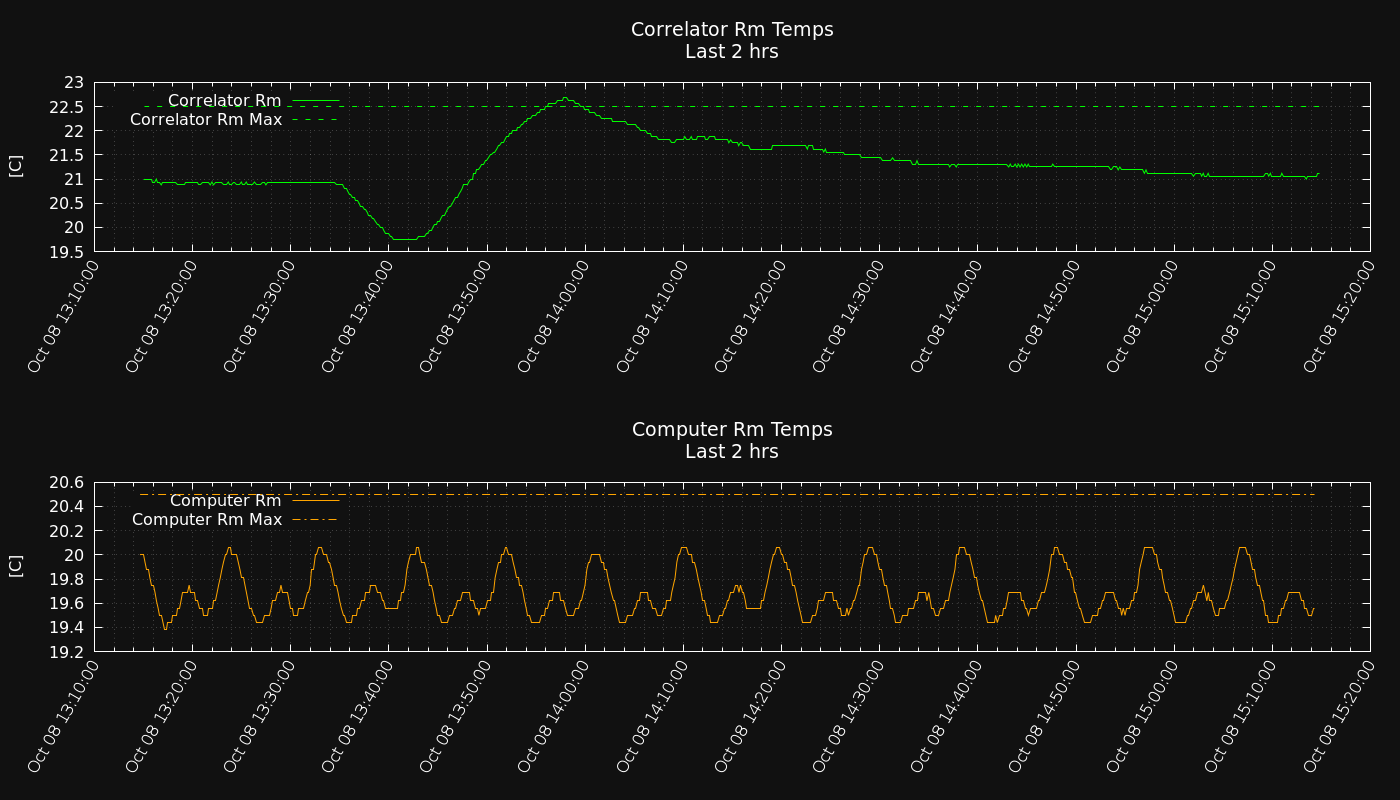 Correlator Rm Temps
Last 2 hrs
23
22.5
22
21.5
21
20.5
20
19.5
[C]
Correlator Rm
Correlator Rm Max
Oct 08 13:10:00
Oct 08 13:20:00
Oct 08 13:30:00
Oct 08 13:40:00
Oct 08 13:50:00
Oct 08 14:00:00
Oct 08 14:10:00
Oct 08 14:20:00
Oct 08 14:30:00
Oct 08 14:40:00
Oct 08 14:50:00
Oct 08 15:00:00
Oct 08 15:10:00
Oct 08 15:20:00
Computer Rm Temps
Last 2 hrs
20.6
20.4
20.2
20
19.8
19.6
19.4
19.2
[C]
Computer Rm
Computer Rm Max
Oct 08 13:10:00
Oct 08 13:20:00
Oct 08 13:30:00
Oct 08 13:40:00
Oct 08 13:50:00
Oct 08 14:00:00
Oct 08 14:10:00
Oct 08 14:20:00
Oct 08 14:30:00
Oct 08 14:40:00
Oct 08 14:50:00
Oct 08 15:00:00
Oct 08 15:10:00
Oct 08 15:20:00